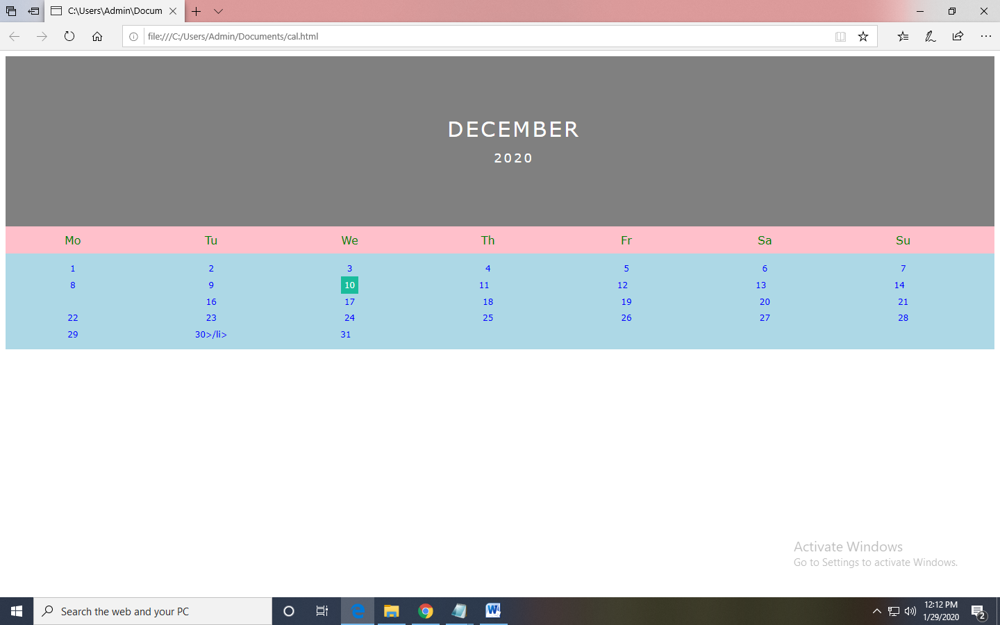 C:\Users\Admin\Docum
file:///C:/Users/Admin/Documents/cal.html
DECEMBER
2020
Mo Tu We Th Fr Sa Su
1 2 3 4 5 6 7
8 9 10 11 12 13 14
16 17 18 19 20 21
22 23 24 25 26 27 28
29 30>/li> 31
Activate Windows
Go to Settings to activate Windows.
Search the web and your PC
12:12 PM
1/29/2020
2